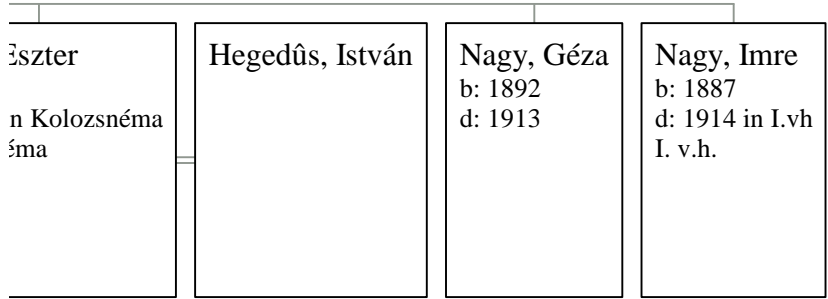 Eszter
n Kolozsnéma
éma
Hegedûs, István
Nagy, Géza
b: 1892
d: 1913
Nagy, Imre
b: 1887
d: 1914 in I.vh
I. v.h.